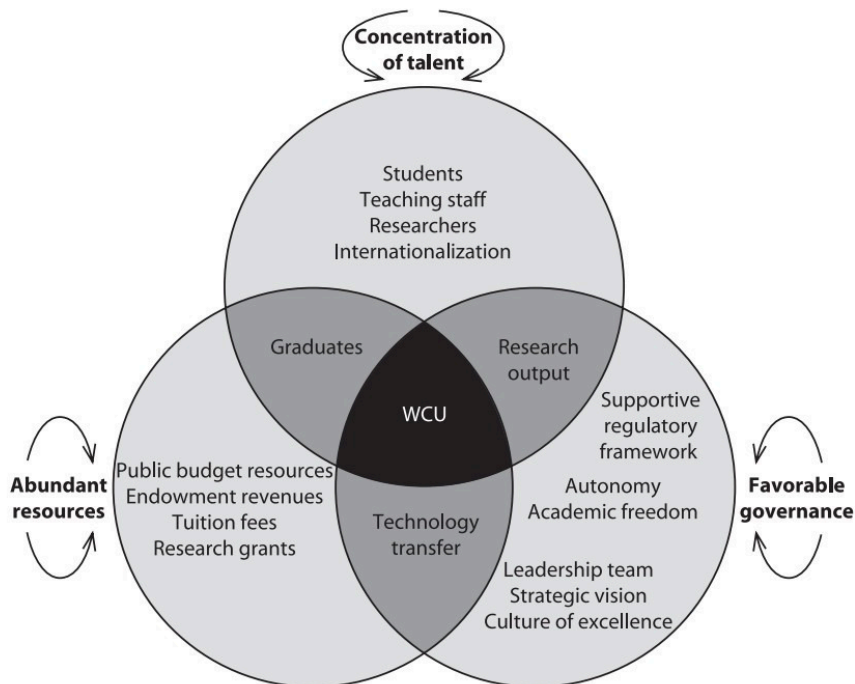 Concentration
of talent
Students
Teaching staff
Researchers
Internationalization
Graduates
Research
output
WCU
Supportive
regulatory
framework
Autonomy
Academic freedom
Leadership team
Strategic vision
Culture of excellence
Favorable
governance
Abundant
resources
Public budget resources
Endowment revenues
Tuition fees
Research grants
Technology
transfer